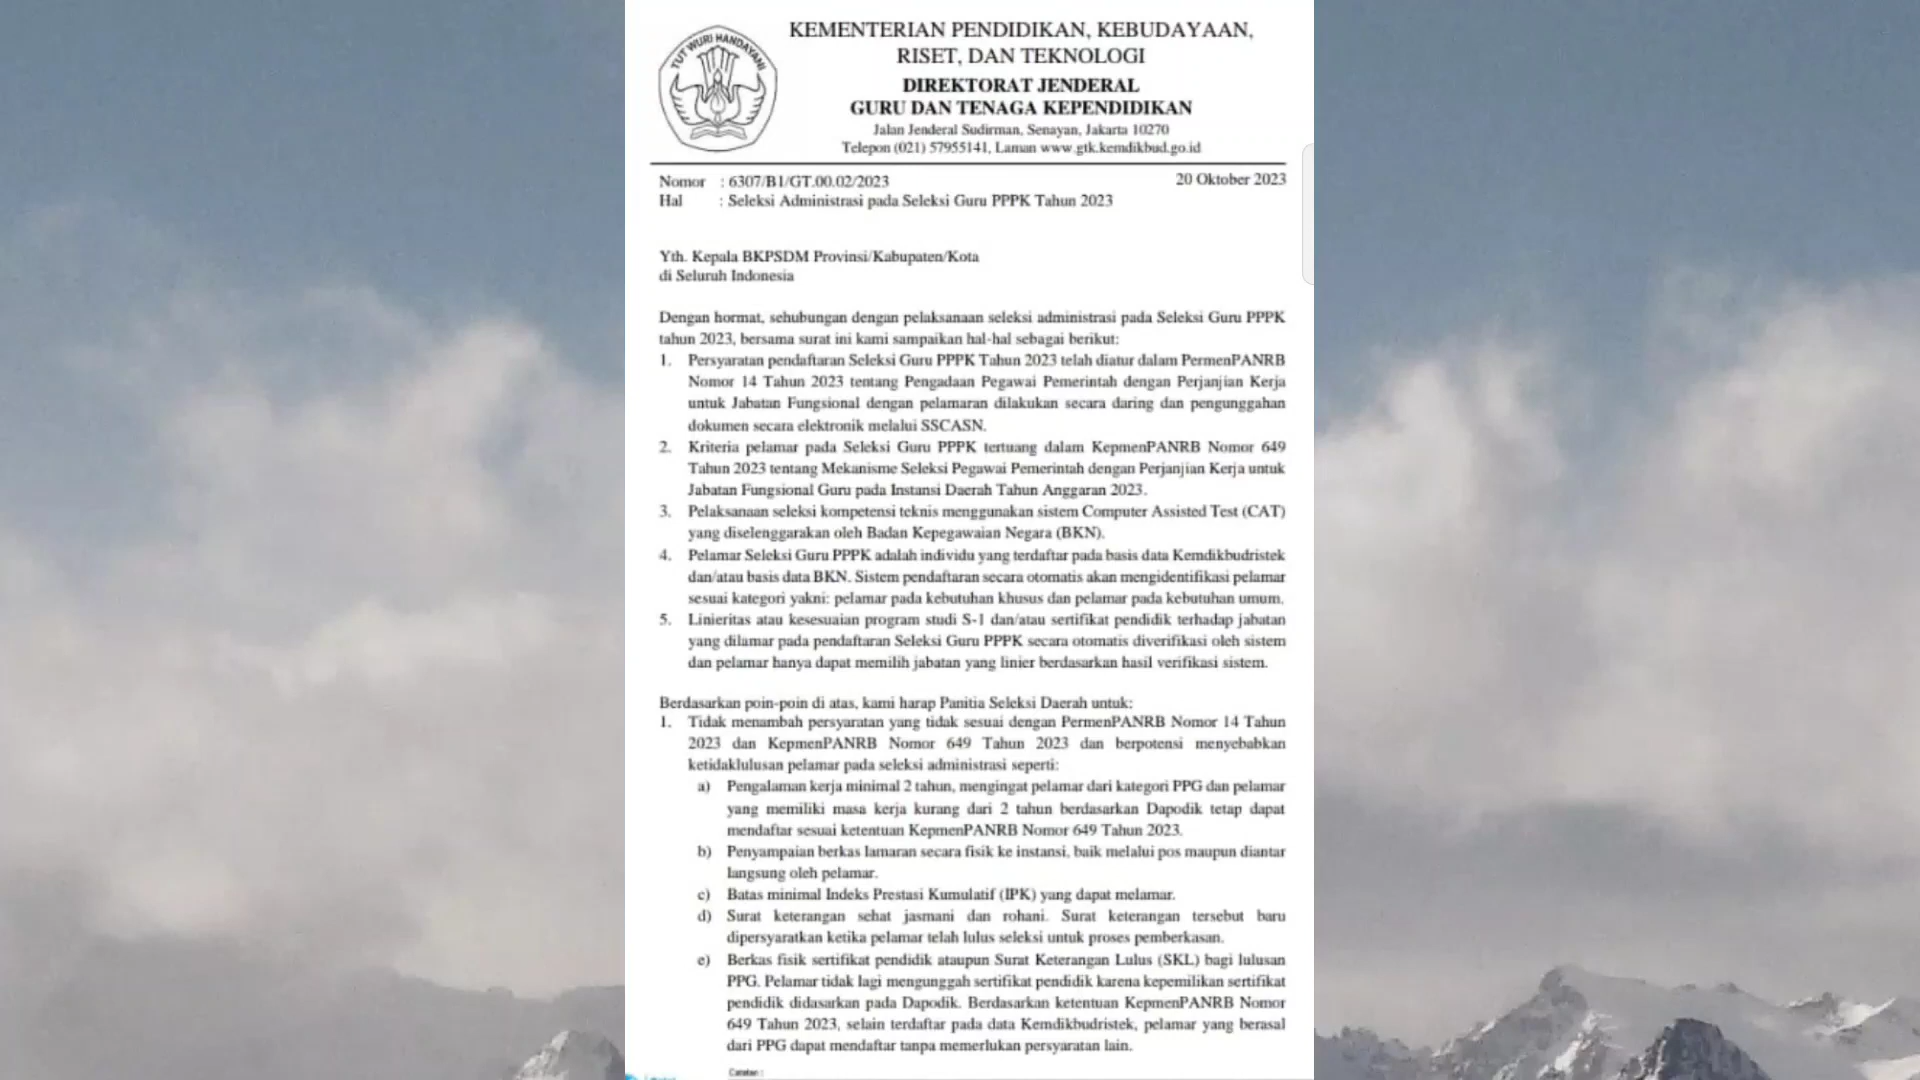 TUT WURI HANDAYANI
KEMENTERIAN PENDIDIKAN, KEBUDAYAAN,
RISET, DAN TEKNOLOGI
DIREKTORAT JENDERAL
GURU DAN TENAGA KEPENDIDIKAN
Jalan Jenderal Sudirman, Senayan, Jakarta 10270
Telepon (021) 57955141, Laman www.gtk.kemdikbud.go.id
Nomor : 6307/B1/GT.00.02/2023 20 Oktober 2023
Hal : Seleksi Administrasi pada Seleksi Guru PPPK Tahun 2023
Yth. Kepala BKPSDM Provinsi/Kabupaten/Kota
di Seluruh Indonesia
Dengan hormat, sehubungan dengan pelaksanaan seleksi administrasi pada Seleksi Guru PPPK
tahun 2023, bersama surat ini kami sampaikan hal-hal sebagai berikut:
1. Persyaratan pendaftaran Seleksi Guru PPPK Tahun 2023 telah diatur dalam PermenPANRB
Nomor 14 Tahun 2023 tentang Pengadaan Pegawai Pemerintah dengan Perjanjian Kerja
untuk Jabatan Fungsional dengan pelamaran dilakukan secara daring dan pengunggahan
dokumen secara elektronik melalui SSCASN.
2. Kriteria pelamar pada Seleksi Guru PPPK tertuang dalam KepmenPANRB Nomor 649
Tahun 2023 tentang Mekanisme Seleksi Pegawai Pemerintah dengan Perjanjian Kerja untuk
Jabatan Fungsional Guru pada Instansi Daerah Tahun Anggaran 2023.
3. Pelaksanaan seleksi kompetensi teknis menggunakan sistem Computer Assisted Test (CAT)
yang diselenggarakan oleh Badan Kepegawaian Negara (BKN).
4. Pelamar Seleksi Guru PPPK adalah individu yang terdaftar pada basis data Kemdikbudristek
dan/atau basis data BKN. Sistem pendaftaran secara otomatis akan mengidentifikasi pelamar
sesuai kategori yakni: pelamar pada kebutuhan khusus dan pelamar pada kebutuhan umum.
5. Linieritas atau kesesuaian program studi S-1 dan/atau sertifikat pendidik terhadap jabatan
yang dilamar pada pendaftaran Seleksi Guru PPPK secara otomatis diverifikasi oleh sistem
dan pelamar hanya dapat memilih jabatan yang linier berdasarkan hasil verifikasi sistem.
Berdasarkan poin-poin di atas, kami harap Panitia Seleksi Daerah untuk:
1. Tidak menambah persyaratan yang tidak sesuai dengan PermenPANRB Nomor 14 Tahun
2023 dan KepmenPANRB Nomor 649 Tahun 2023 dan berpotensi menyebabkan
ketidaklulusan pelamar pada seleksi administrasi seperti:
a) Pengalaman kerja minimal 2 tahun, mengingat pelamar dari kategori PPG dan pelamar
yang memiliki masa kerja kurang dari 2 tahun berdasarkan Dapodik tetap dapat
mendaftar sesuai ketentuan KepmenPANRB Nomor 649 Tahun 2023.
b) Penyampaian berkas lamaran secara fisik ke instansi, baik melalui pos maupun diantar
langsung oleh pelamar.
c) Batas minimal Indeks Prestasi Kumulatif (IPK) yang dapat melamar.
d) Surat keterangan sehat jasmani dan rohani. Surat keterangan tersebut baru
dipersyaratkan ketika pelamar telah lulus seleksi untuk proses pemberkasan.
e) Berkas fisik sertifikat pendidik ataupun Surat Keterangan Lulus (SKL) bagi lulusan
PPG. Pelamar tidak lagi mengunggah sertifikat pendidik karena kepemilikan sertifikat
pendidik didasarkan pada Dapodik. Berdasarkan ketentuan KepmenPANRB Nomor
649 Tahun 2023, selain terdaftar pada data Kemdikbudristek, pelamar yang berasal
dari PPG dapat mendaftar tanpa memerlukan persyaratan lain.
Catatan :